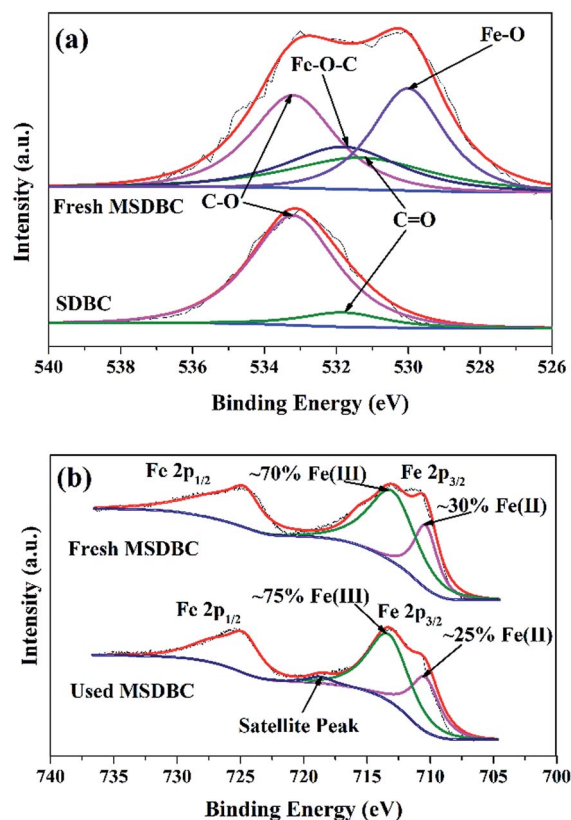 (a)
Fe-O
Fe-O-C
Fresh MSDBC
C-O
C=O
SDBC
Intensity (a.u.)
540 538 536 534 532 530 528 526
Binding Energy (eV)
(b)
Fe 2p1/2
~70% Fe(III)
Fe 2p3/2
~30% Fe(II)
Fresh MSDBC
Fe 2p1/2
~75% Fe(III)
Fe 2p3/2
~25% Fe(II)
Used MSDBC
Satellite Peak
Intensity (a.u.)
740 735 730 725 720 715 710 705 700
Binding Energy (eV)